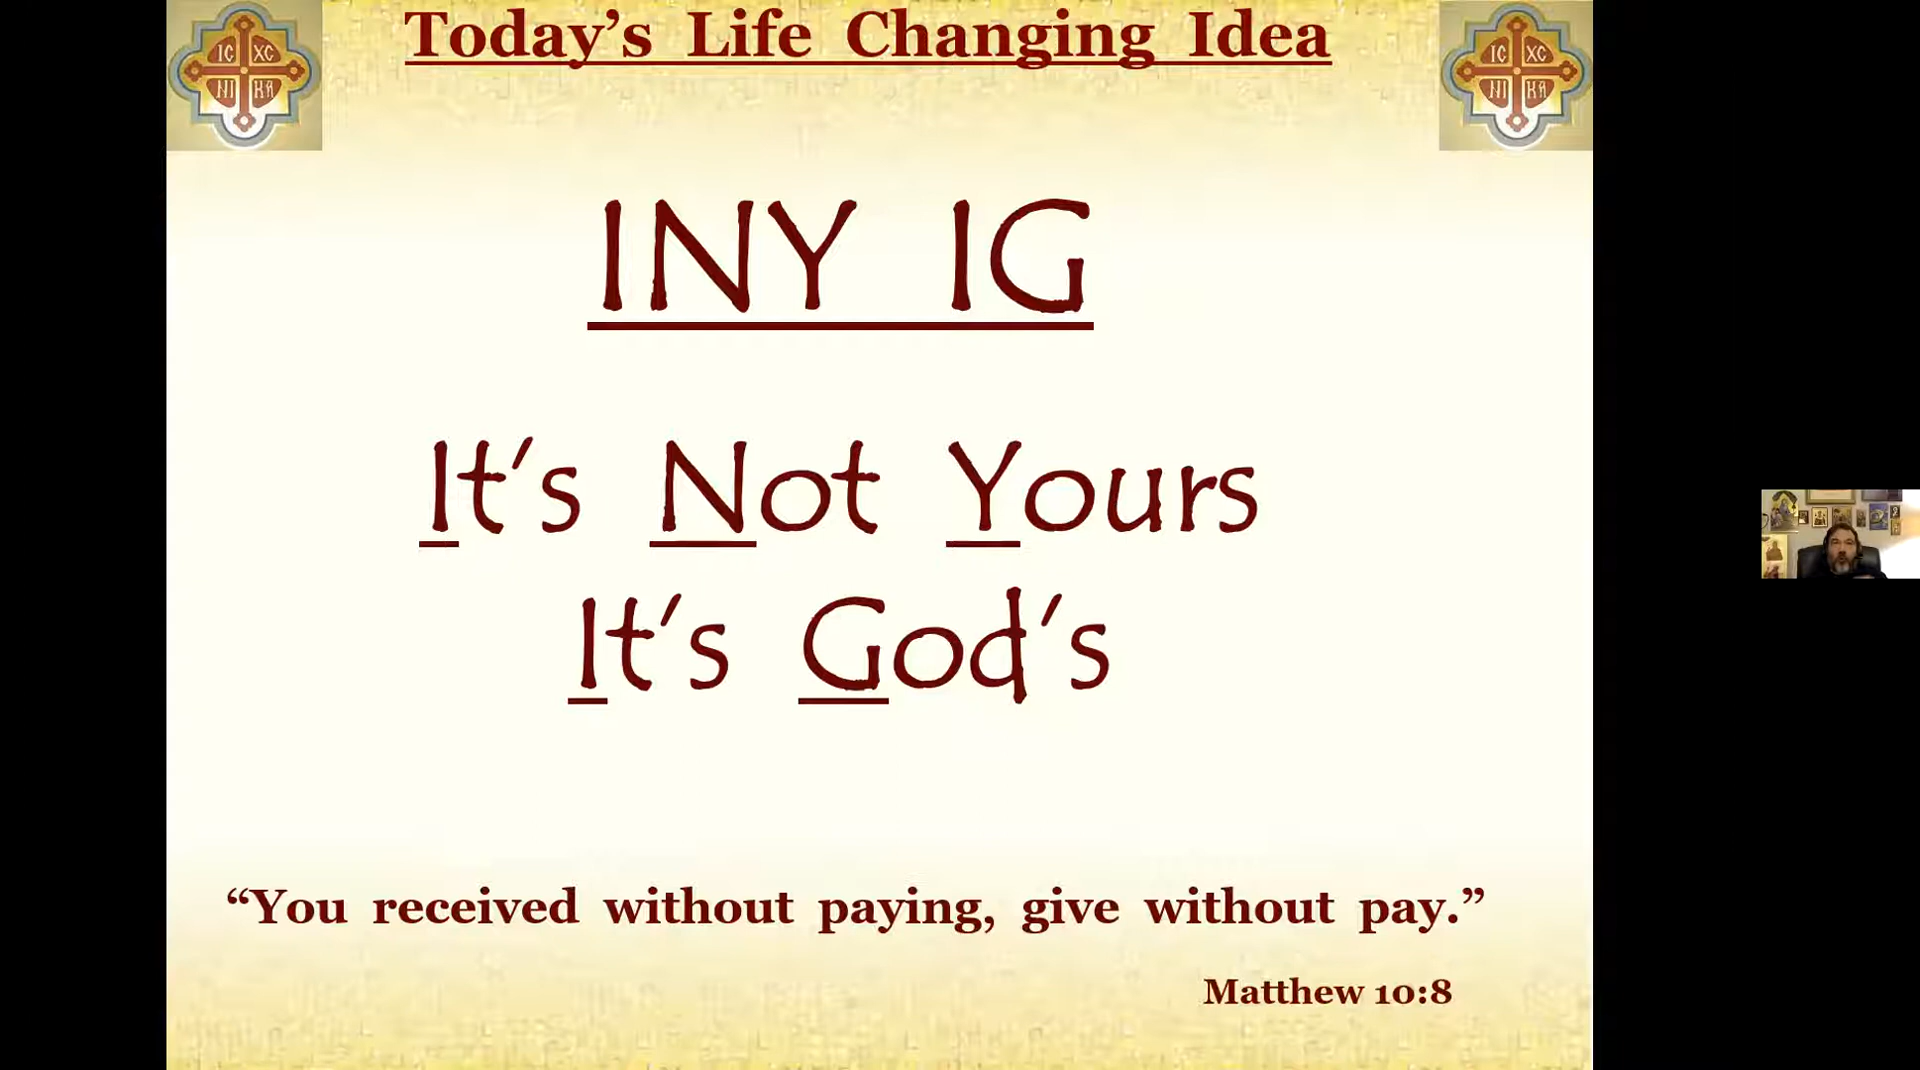 Today’s Life Changing Idea
IC XC
NI KA
IC XC
NI KA
INY IG
It’s Not Yours
It’s God’s
“You received without paying, give without pay.”
Matthew 10:8